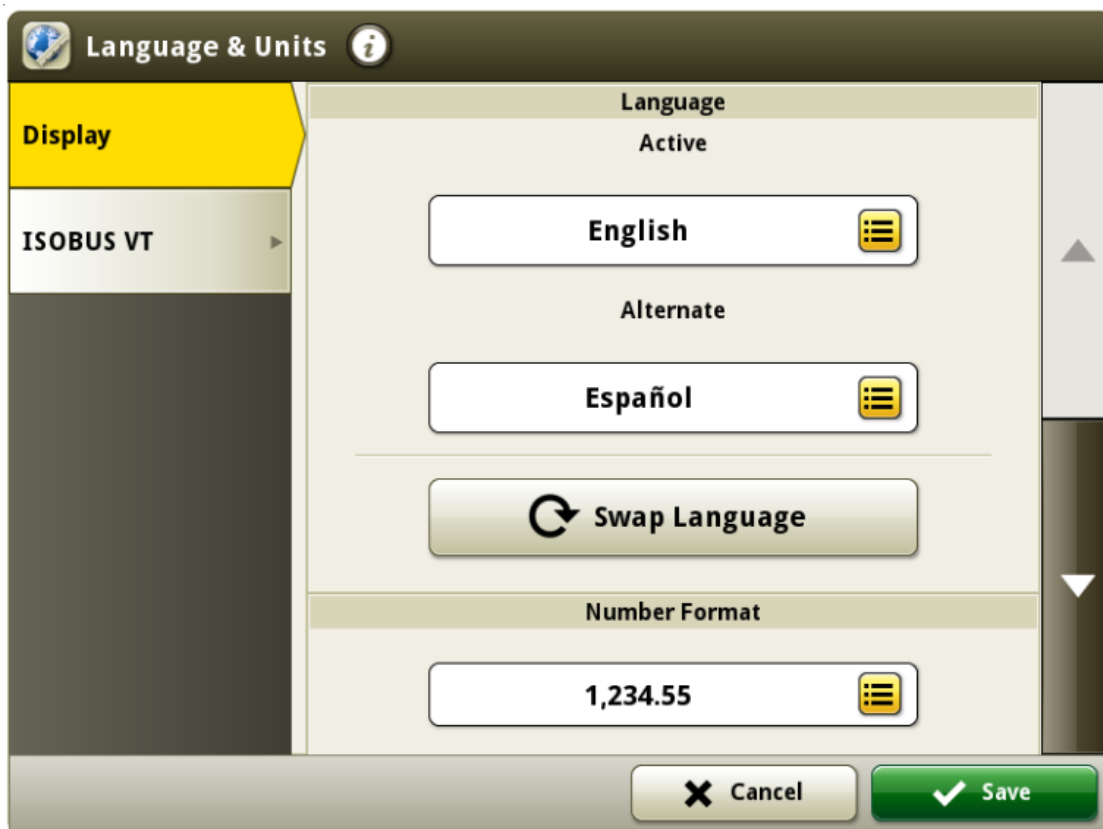 Language & Units
Display
ISOBUS VT
Language
Active
English
Alternate
Español
Swap Language
Number Format
1,234.55
Cancel
Save